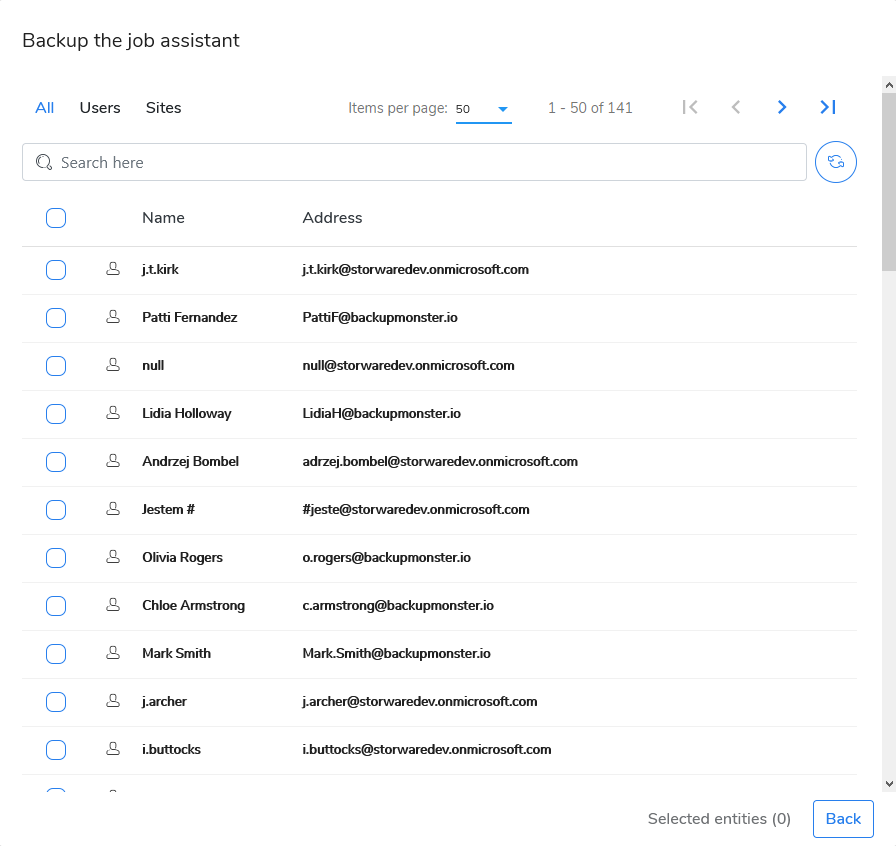 Backup the job assistant
All Users Sites Items per page: 50 1 - 50 of 141
Search here
Name Address
j.t.kirk j.t.kirk@storwaredev.onmicrosoft.com
Patti Fernandez PattiF@backupmonster.io
null null@storwaredev.onmicrosoft.com
Lidia Holloway LidiaH@backupmonster.io
Andrzej Bombel adrzej.bombel@storwaredev.onmicrosoft.com
Jestem # #jeste@storwaredev.onmicrosoft.com
Olivia Rogers o.rogers@backupmonster.io
Chloe Armstrong c.armstrong@backupmonster.io
Mark Smith Mark.Smith@backupmonster.io
j.archer j.archer@storwaredev.onmicrosoft.com
i.buttocks i.buttocks@storwaredev.onmicrosoft.com
Selected entities (0) Back